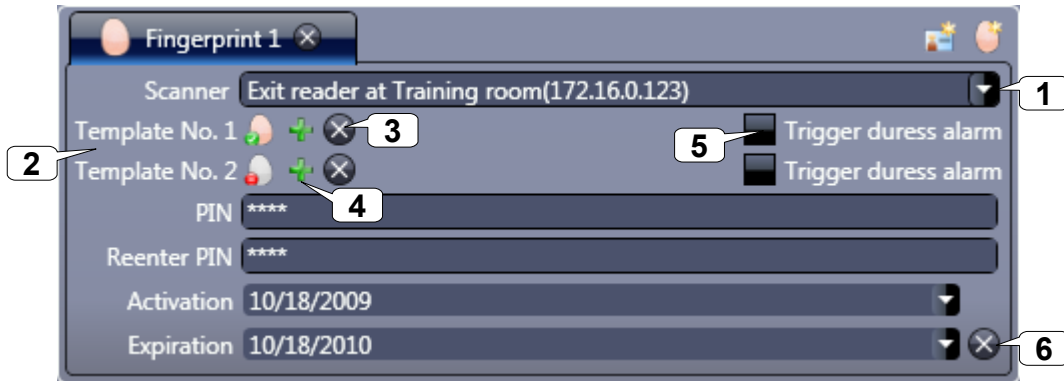 Fingerprint 1
Scanner Exit reader at Training room(172.16.0.123) 1
Template No. 1 3 5 Trigger duress alarm
2
Template No. 2 Trigger duress alarm
4
PIN ****
Reenter PIN ****
Activation 10/18/2009
Expiration 10/18/2010 6